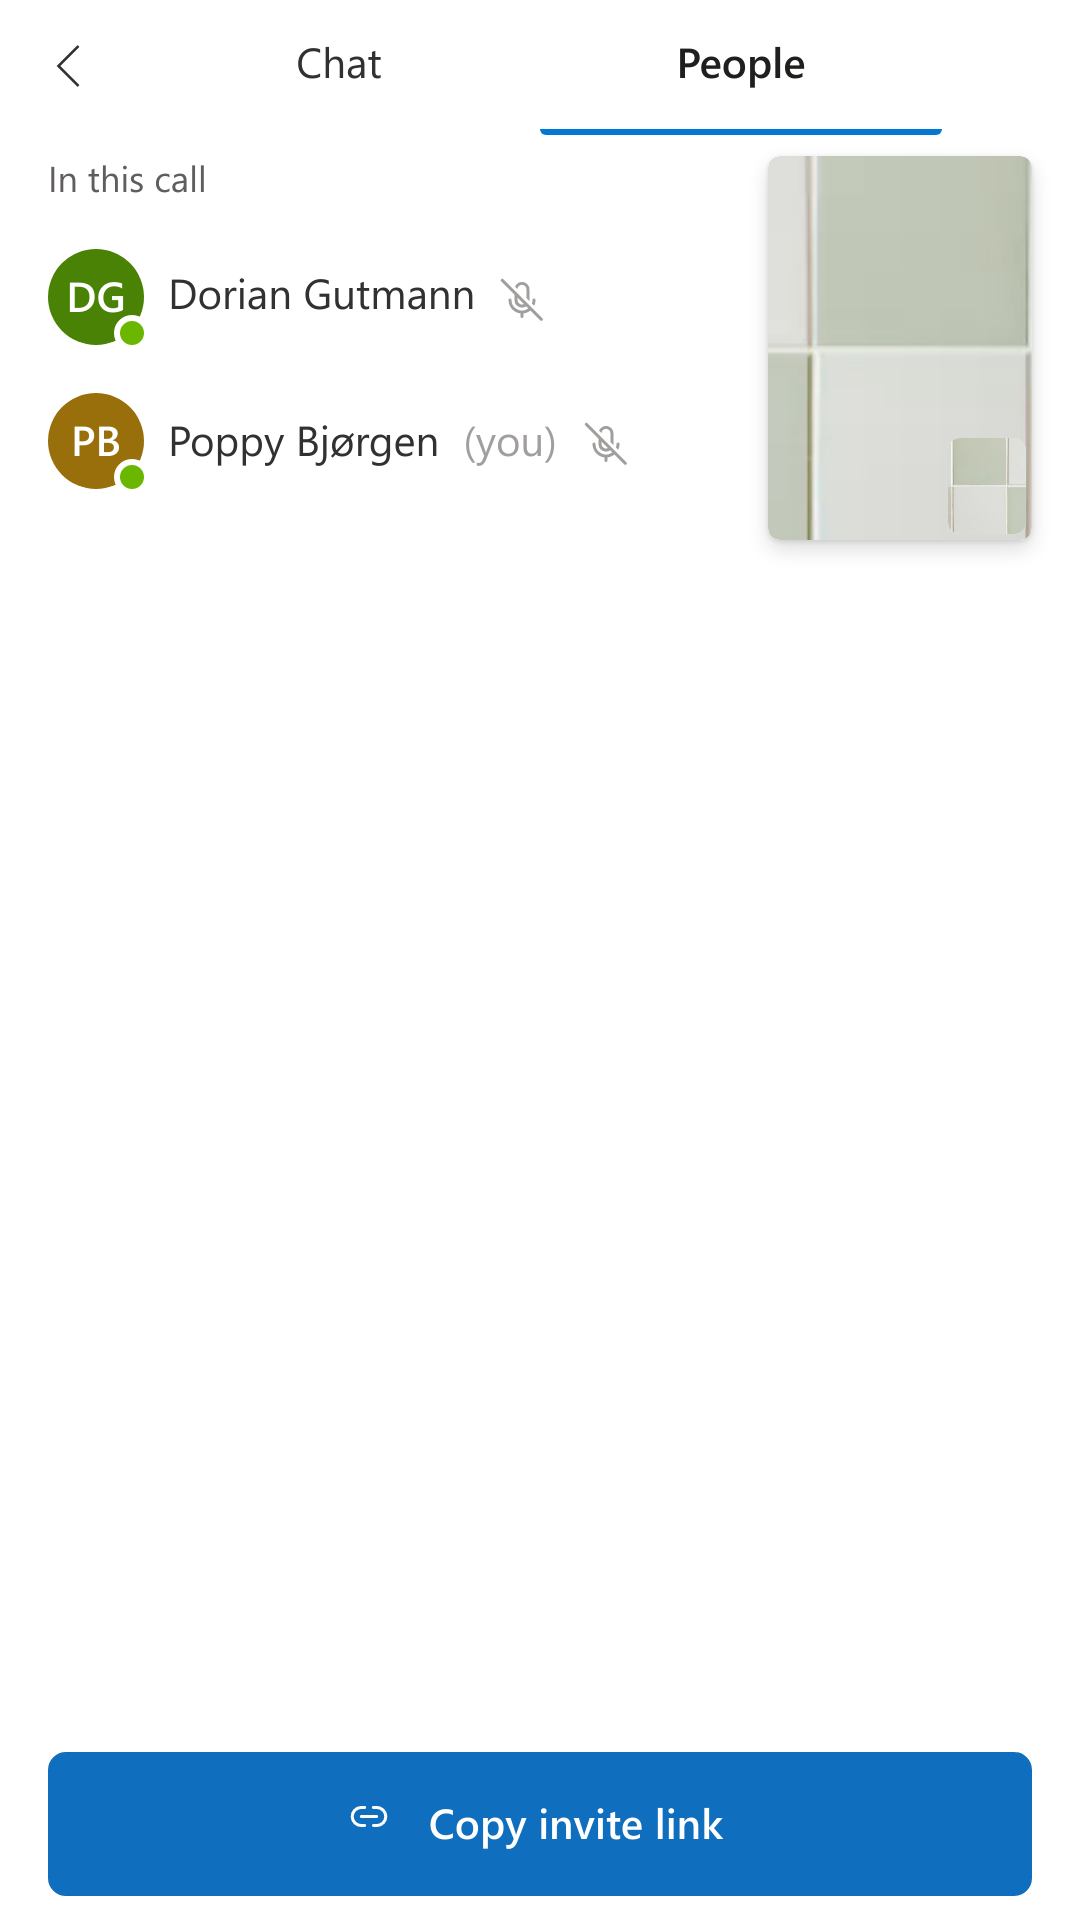 Chat
People
In this call
DG
Dorian Gutmann
PB
Poppy Bjørgen (you)
Copy invite link